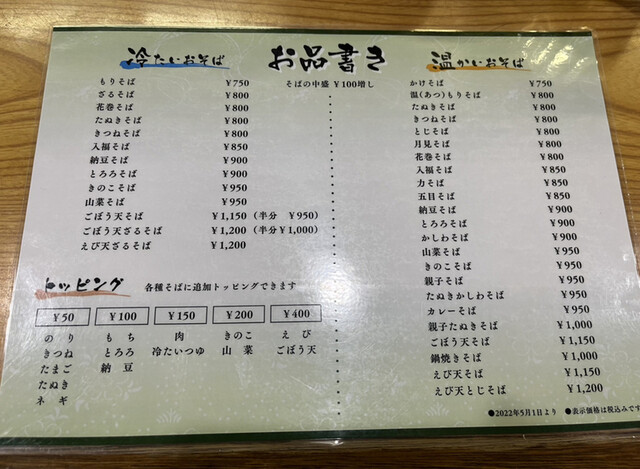 お品書き
そばの中盛 ￥100増し
冷たいおそば
もりそば ￥750
ざるそば ￥800
花巻そば ￥800
たぬきそば ￥800
きつねそば ￥800
入福そば ￥850
納豆そば ￥900
とろろそば ￥900
きのこそば ￥950
山菜そば ￥950
ごぼう天そば ￥1,150（半分 ￥950）
ごぼう天ざるそば ￥1,200（半分￥1,000）
えび天ざるそば ￥1,200
トッピング 各種そばに追加トッピングできます
￥50 ￥100 ￥150 ￥200 ￥400
のり もち 肉 きのこ えび
きつね とろろ 冷たいつゆ 山菜 ごぼう天
たまご 納豆
たぬき
ネギ
温かいおそば
かけそば ￥750
温（あつ）もりそば ￥800
たぬきそば ￥800
きつねそば ￥800
とじそば ￥800
月見そば ￥800
花巻そば ￥800
入福そば ￥850
力そば ￥850
五目そば ￥850
納豆そば ￥900
とろろそば ￥900
かしわそば ￥900
山菜そば ￥950
きのこそば ￥950
親子そば ￥950
たぬきかしわそば ￥950
カレーそば ￥950
親子たぬきそば ￥1,000
ごぼう天そば ￥1,150
鍋焼きそば ￥1,000
えび天そば ￥1,150
えび天とじそば ￥1,200
●2022年5月1日より ●表示価格は税込みです